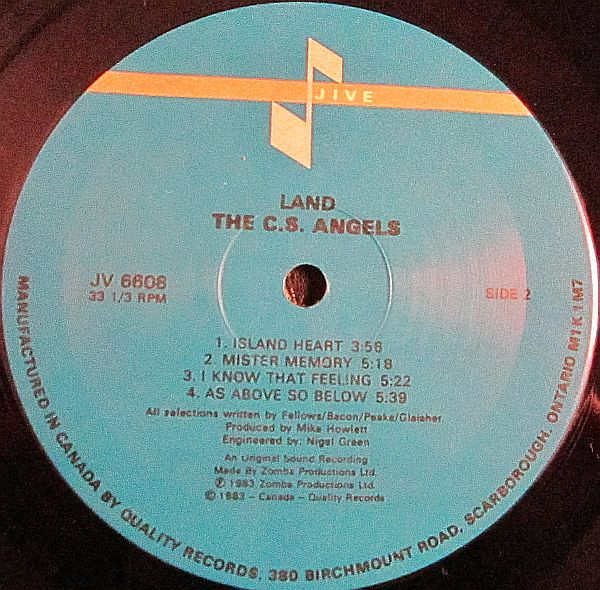 JIVE
LAND
THE C.S. ANGELS
JV 6608
33 1/3 RPM
SIDE 2
1. ISLAND HEART 3:56
2. MISTER MEMORY 5:18
3. I KNOW THAT FEELING 5:22
4. AS ABOVE SO BELOW 5:39
All selections written by Fellows/Bacon/Peake/Glaisher.
Produced by Mike Howlett
Engineered by: Nigel Green
An Original Sound Recording
Made By Zomba Productions Ltd.
℗ 1983 Zomba Productions Ltd.
© 1983 - Canada - Quality Records
MANUFACTURED IN CANADA BY QUALITY RECORDS, 380 BIRCHMOUNT ROAD, SCARBOROUGH, ONTARIO M1K 1M7